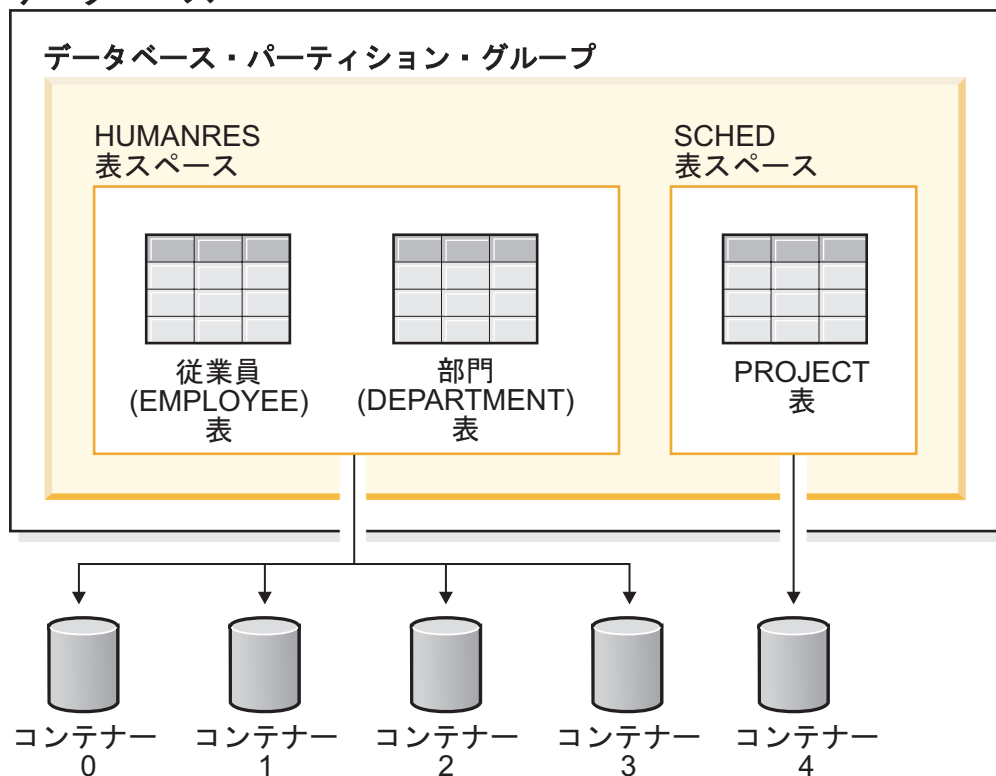 データベース・パーティション・グループ
HUMANRES
表スペース
SCHED
表スペース
従業員
(EMPLOYEE)
表
部門
(DEPARTMENT)
表
PROJECT
表
コンテナー
0
コンテナー
1
コンテナー
2
コンテナー
3
コンテナー
4